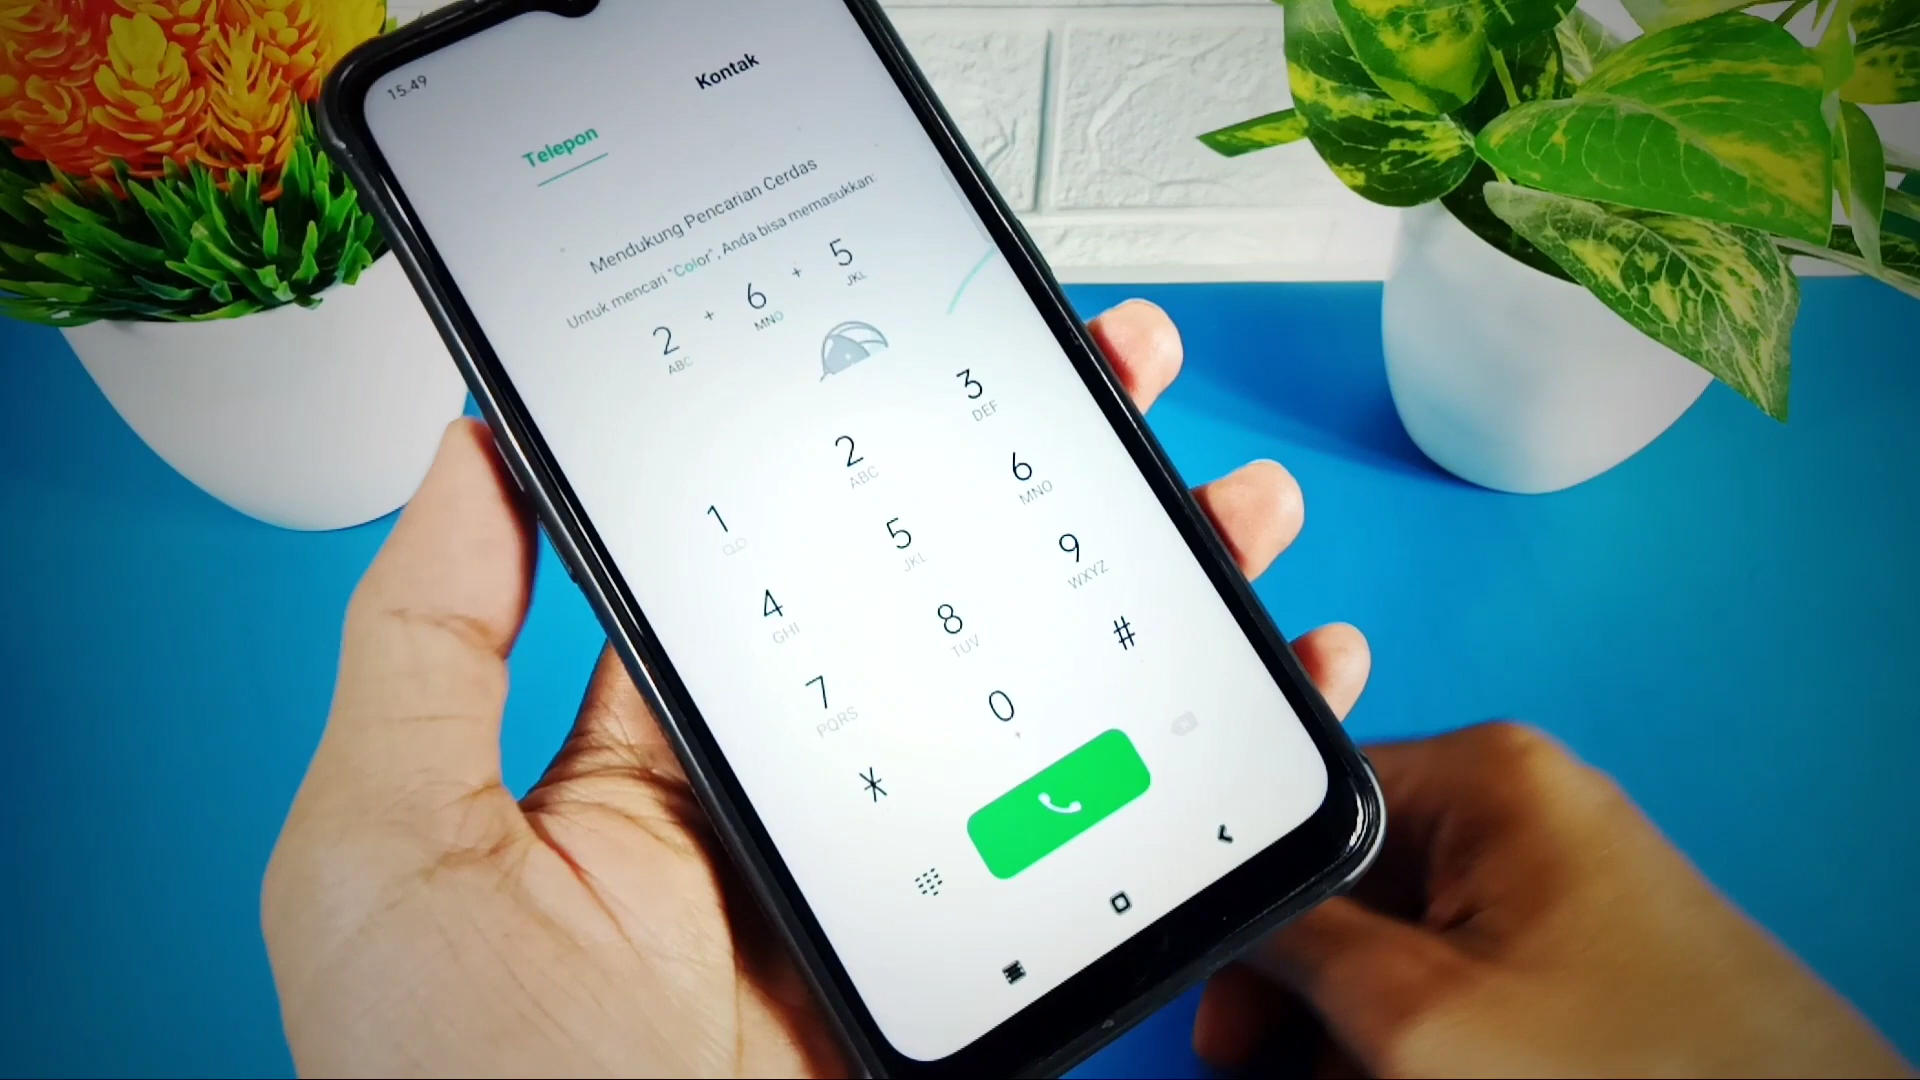 15.49
Telepon Kontak
Mendukung Pencarian Cerdas
Untuk mencari "Color", Anda bisa memasukkan:
2 + 6 + 5
ABC MNO JKL
1 2 3
ABC DEF
4 5 6
GHI JKL MNO
7 8 9
PQRS TUV WXYZ
* 0 #
+